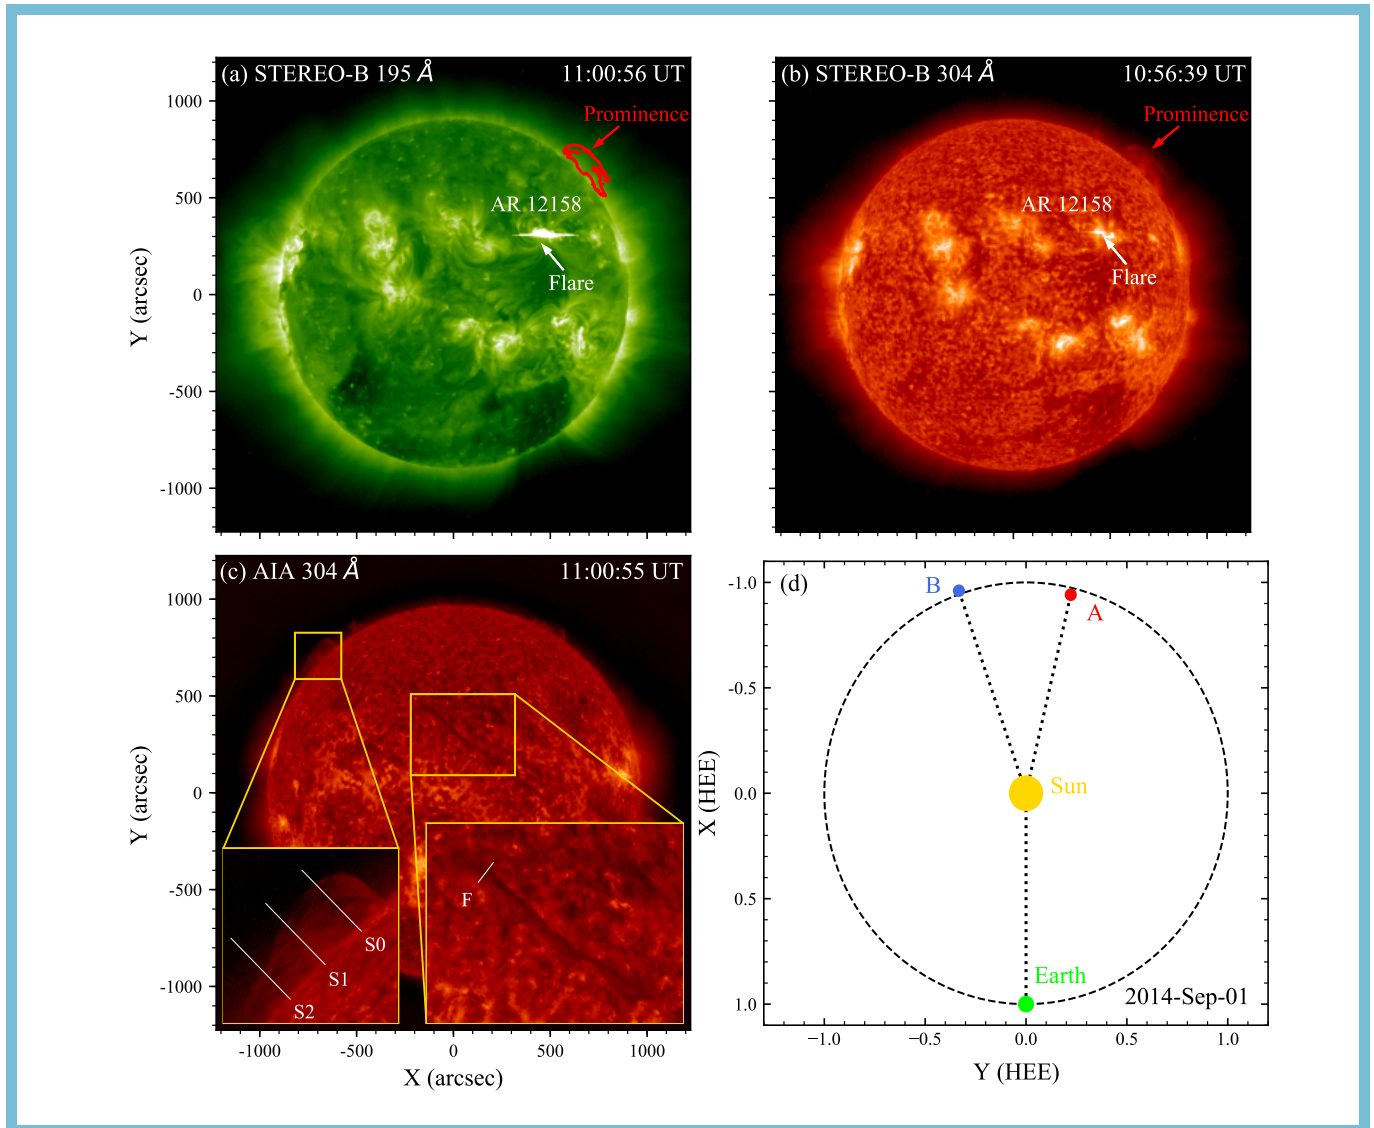 (a) STEREO-B 195 Å 11:00:56 UT
Prominence
AR 12158
Flare
1000
500
0
-500
-1000
Y (arcsec)
(b) STEREO-B 304 Å 10:56:39 UT
Prominence
AR 12158
Flare
(c) AIA 304 Å 11:00:55 UT
1000
500
0
-500
-1000
Y (arcsec)
S0
S1
S2
F
-1000 -500 0 500 1000
X (arcsec)
(d)
B
A
Sun
Earth
2014-Sep-01
-1.0
-0.5
0.0
0.5
1.0
X (HEE)
−1.0 −0.5 0.0 0.5 1.0
Y (HEE)